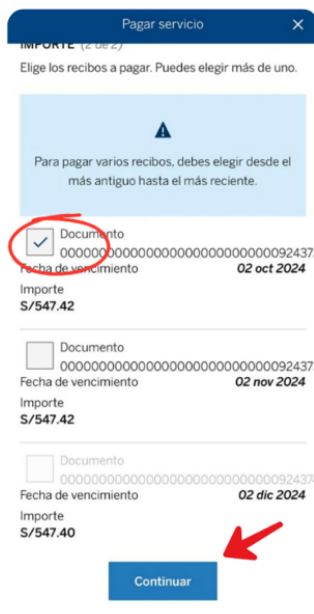 Pagar servicio
IMPORTE (2 de 2)
Elige los recibos a pagar. Puedes elegir más de uno.
Para pagar varios recibos, debes elegir desde el
más antiguo hasta el más reciente.
Documento
Fecha de vencimiento 02 oct 2024
Importe
S/547.42
Documento
Fecha de vencimiento 02 nov 2024
Importe
S/547.42
Documento
Fecha de vencimiento 02 dic 2024
Importe
S/547.40
Continuar